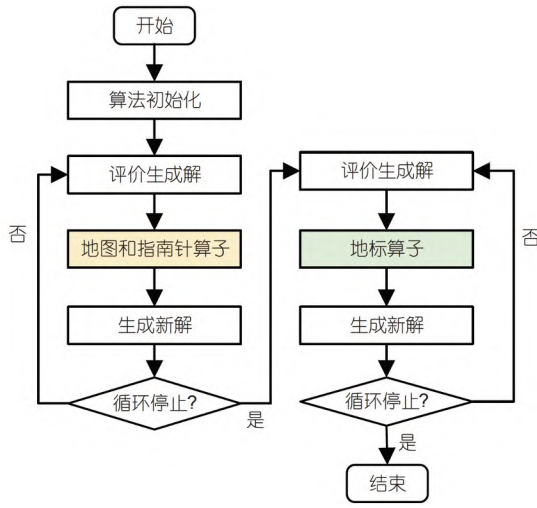 开始
算法初始化
评价生成解
地图和指南针算子
生成新解
循环停止?
否
是
评价生成解
地标算子
生成新解
循环停止?
否
是
结束